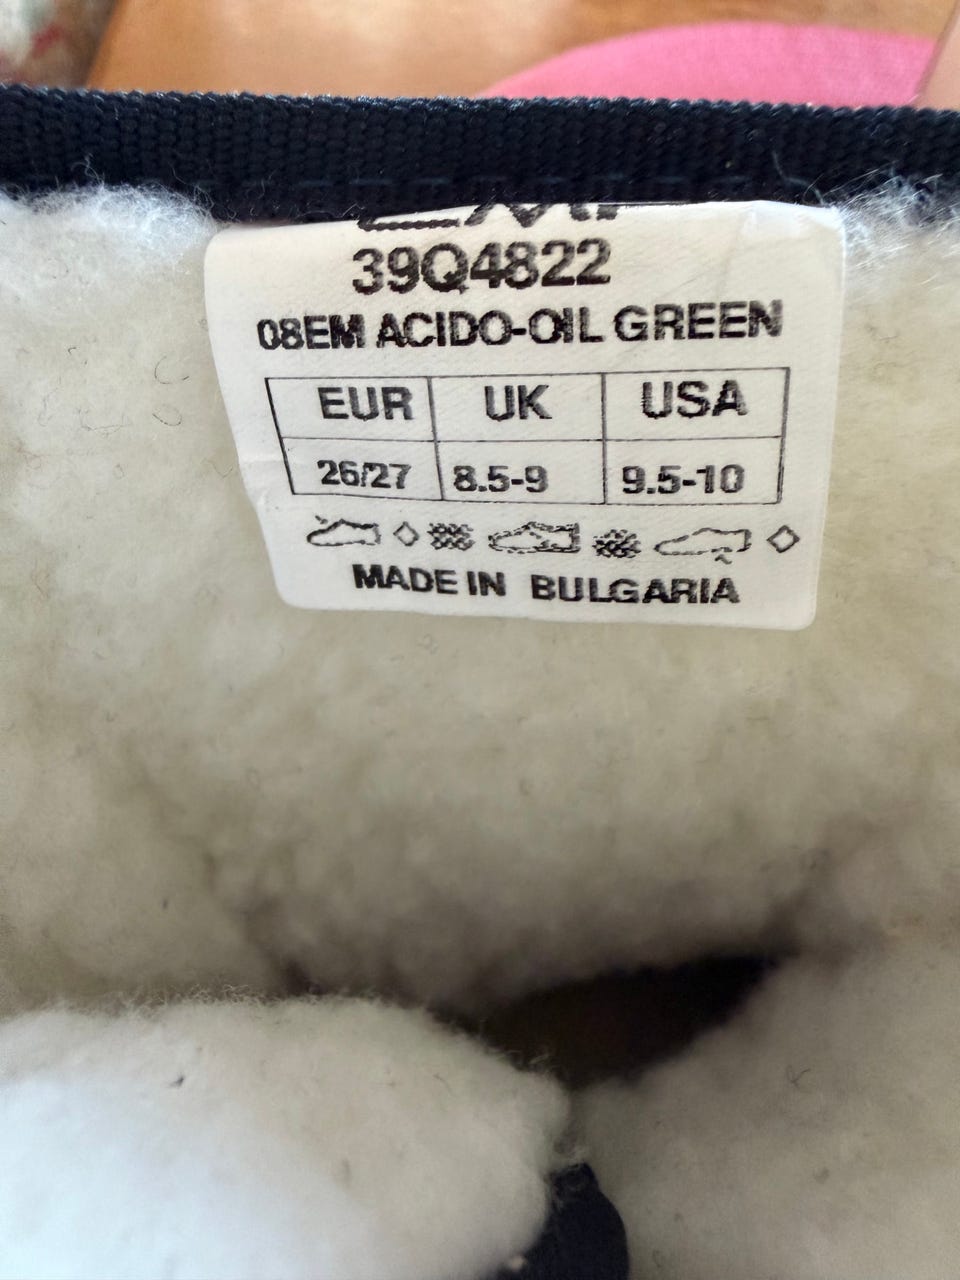 39Q4822
08EM ACIDO-OIL GREEN
EUR UK USA
26/27 8.5-9 9.5-10
MADE IN BULGARIA